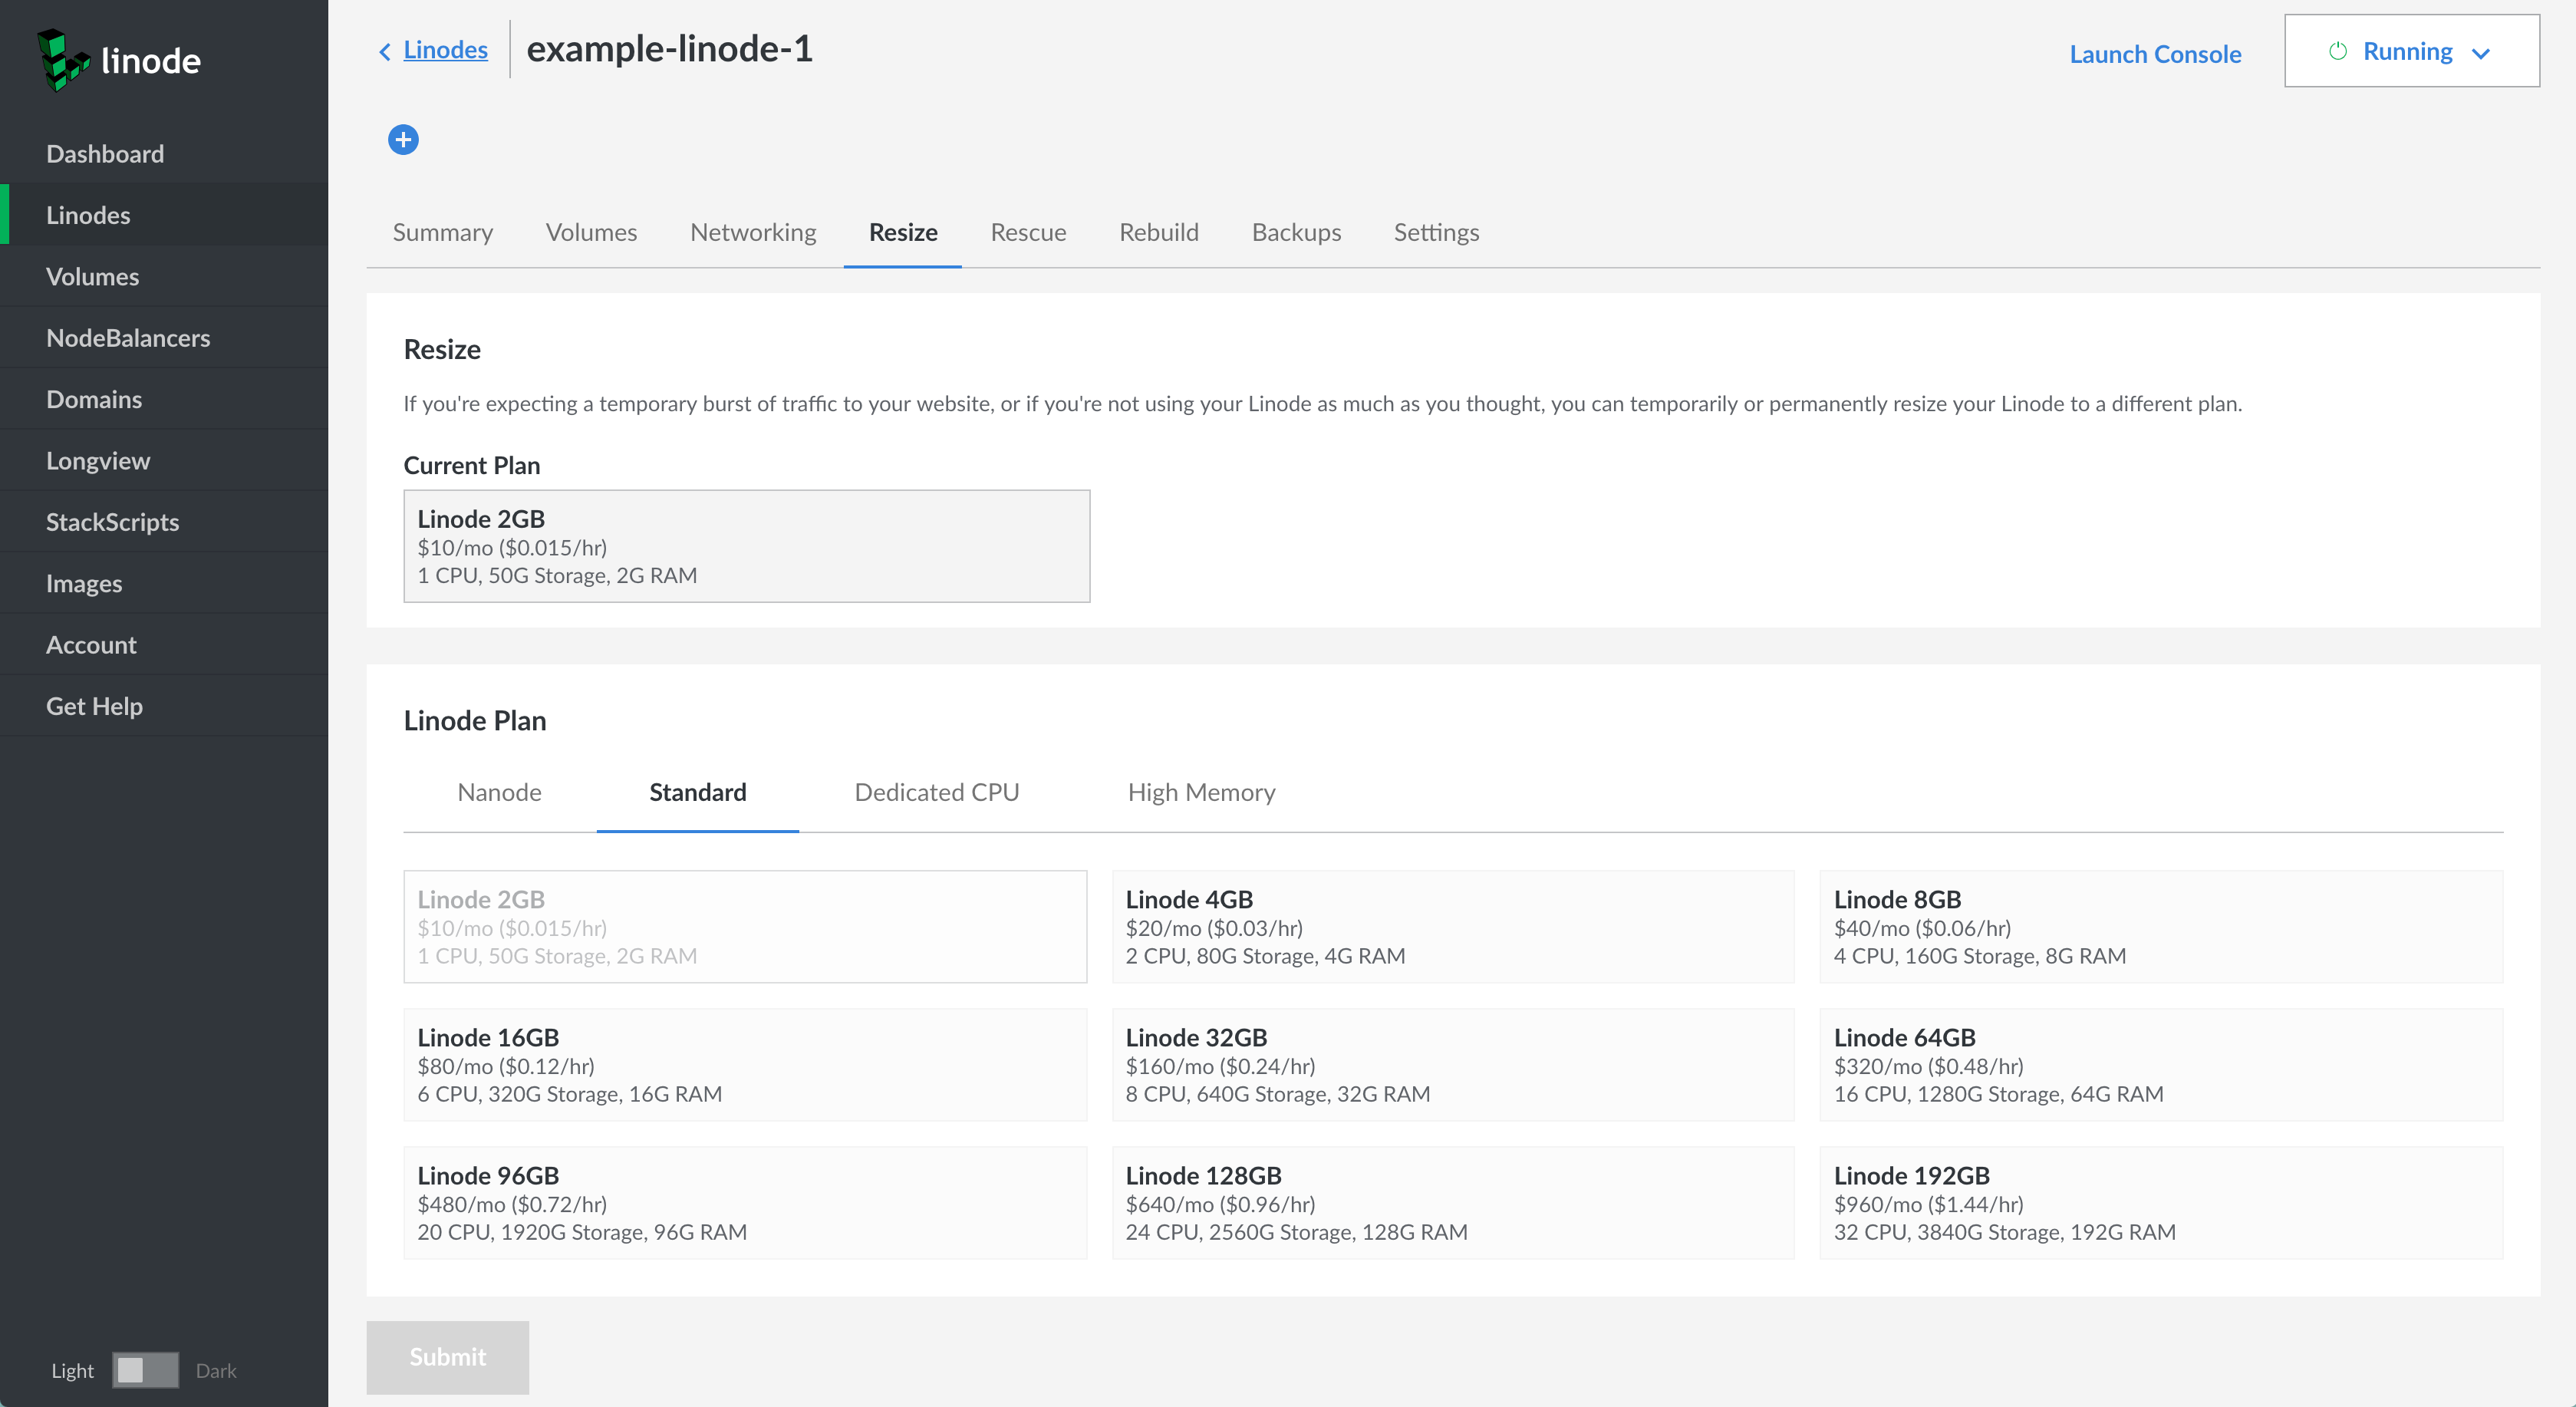 linode
Dashboard
Linodes
Volumes
NodeBalancers
Domains
Longview
StackScripts
Images
Account
Get Help
Light Dark
Linodes
example-linode-1
Launch Console
Running
Summary Volumes Networking Resize Rescue Rebuild Backups Settings
Resize
If you're expecting a temporary burst of traffic to your website, or if you're not using your Linode as much as you thought, you can temporarily or permanently resize your Linode to a different plan.
Current Plan
Linode 2GB
$10/mo ($0.015/hr)
1 CPU, 50G Storage, 2G RAM
Linode Plan
Nanode Standard Dedicated CPU High Memory
Linode 2GB
$10/mo ($0.015/hr)
1 CPU, 50G Storage, 2G RAM
Linode 4GB
$20/mo ($0.03/hr)
2 CPU, 80G Storage, 4G RAM
Linode 8GB
$40/mo ($0.06/hr)
4 CPU, 160G Storage, 8G RAM
Linode 16GB
$80/mo ($0.12/hr)
6 CPU, 320G Storage, 16G RAM
Linode 32GB
$160/mo ($0.24/hr)
8 CPU, 640G Storage, 32G RAM
Linode 64GB
$320/mo ($0.48/hr)
16 CPU, 1280G Storage, 64G RAM
Linode 96GB
$480/mo ($0.72/hr)
20 CPU, 1920G Storage, 96G RAM
Linode 128GB
$640/mo ($0.96/hr)
24 CPU, 2560G Storage, 128G RAM
Linode 192GB
$960/mo ($1.44/hr)
32 CPU, 3840G Storage, 192G RAM
Submit